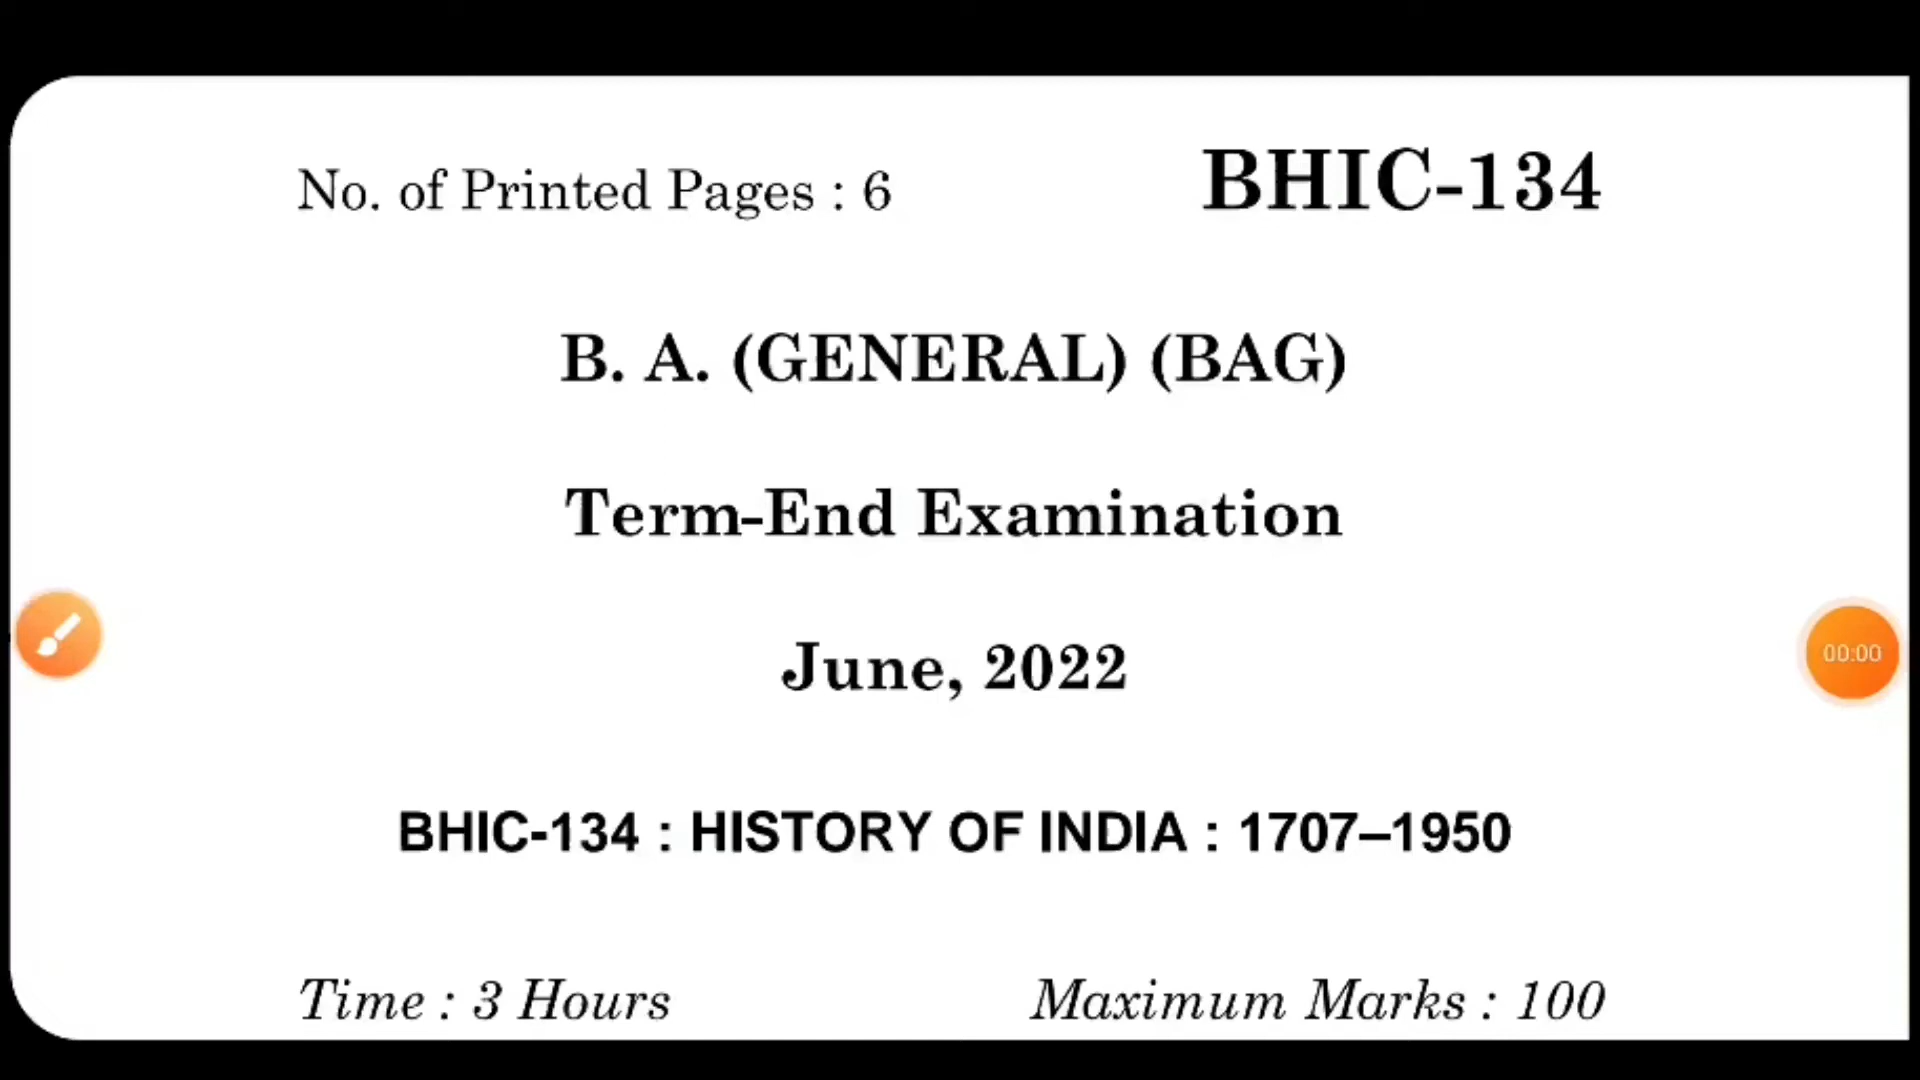 No. of Printed Pages : 6
BHIC-134
B. A. (GENERAL) (BAG)
Term-End Examination
June, 2022
BHIC-134 : HISTORY OF INDIA : 1707–1950
Time : 3 Hours
Maximum Marks : 100
00:00